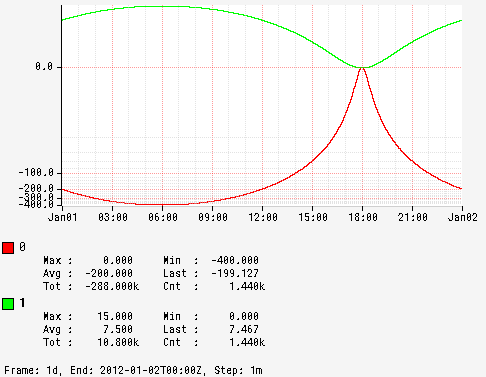 0.0
-100.0
-200.0
-300.0
-400.0
Jan01 03:00 06:00 09:00 12:00 15:00 18:00 21:00 Jan02
0
Max : 0.000 Min : -400.000
Avg : -200.000 Last : -199.127
Tot : -288.000k Cnt : 1.440k
1
Max : 15.000 Min : 0.000
Avg : 7.500 Last : 7.467
Tot : 10.800k Cnt : 1.440k
Frame: 1d, End: 2012-01-02T00:00Z, Step: 1m